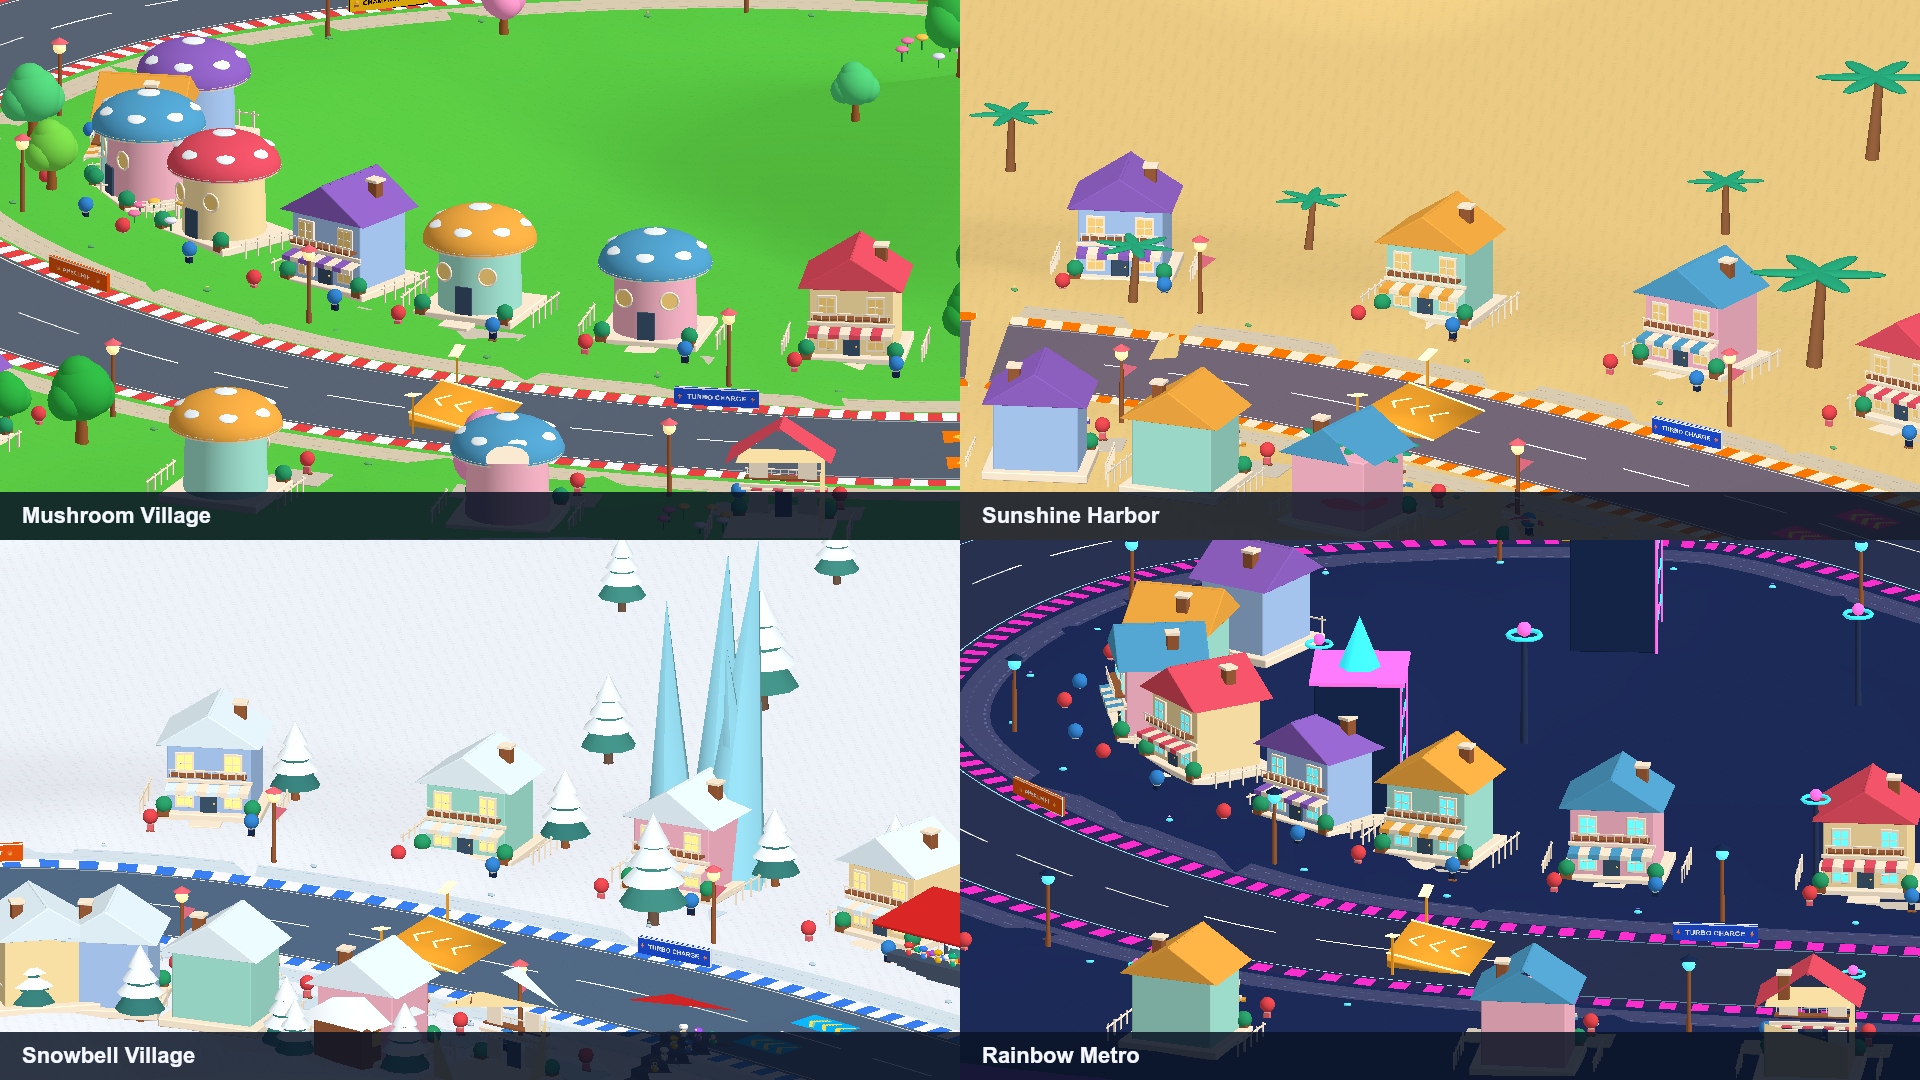 TURBO CHARGE
Mushroom Village
TURBO CHARGE
Sunshine Harbor
TURBO CHARGE
Snowbell Village
TURBO CHARGE
Rainbow Metro